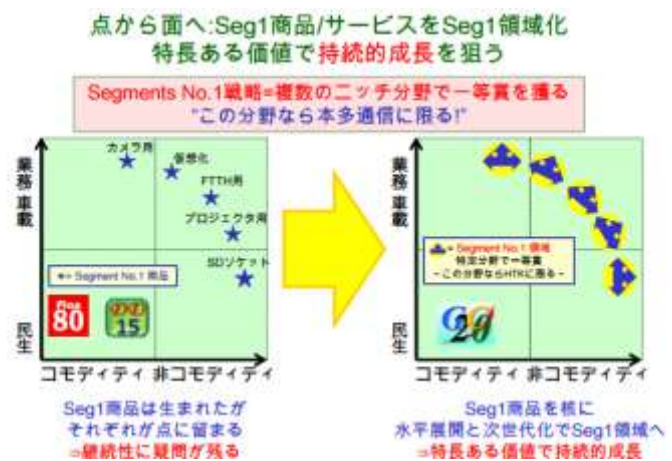 点から面へ:Seg1商品/サービスをSeg1領域化
特長ある価値で持続的成長を狙う
Segments No.1戦略=複数のニッチ分野で一等賞を獲る
"この分野なら本多通信に限る!"
業務 車載
民生
カメラ用
仮想化
FTTH用
プロジェクタ用
SDソケット
★= Segment No.1 商品
80
DD
15
コモディティ 非コモディティ
Seg1商品は生まれたが
それぞれが点に留まる
⇒継続性に疑問が残る
業務 車載
民生
= Segment No.1 領域
特定分野で一等賞
-この分野ならHTKに限る-
20
コモディティ 非コモディティ
Seg1商品を核に
水平展開と次世代化でSeg1領域へ
⇒特長ある価値で持続的成長